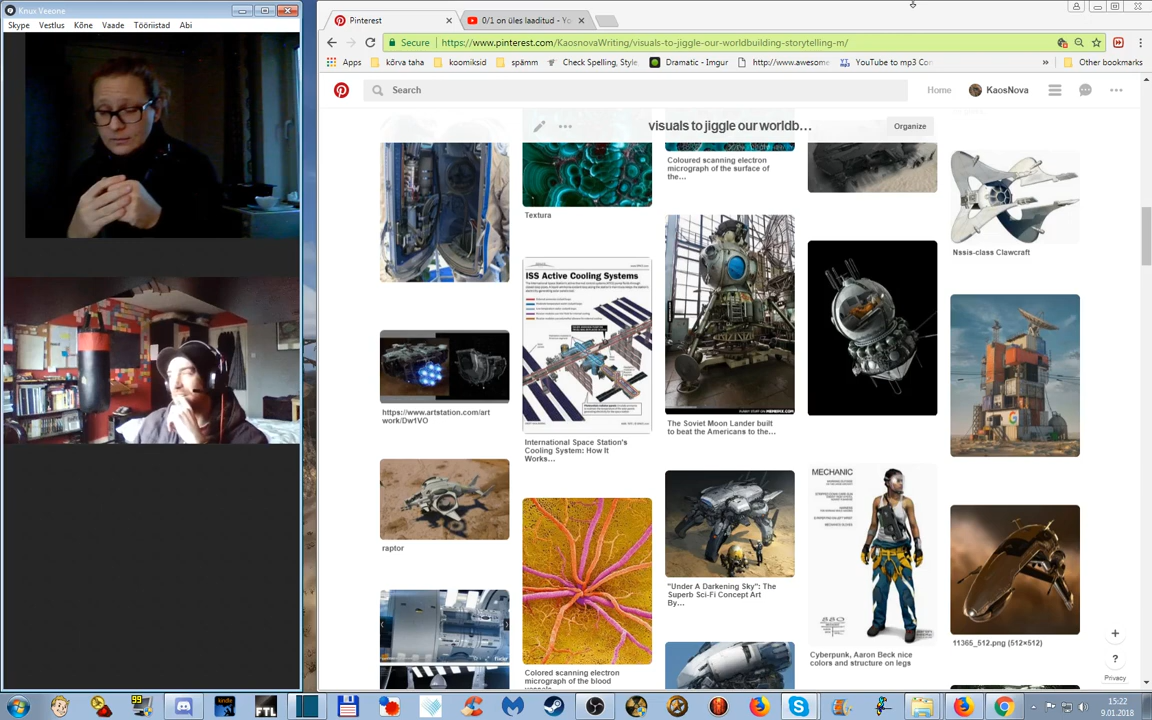 Knux Veeone
Skype Vestlus Kõne Vaade Tööriistad Abi
Pinterest
0/1 on üles laaditud - Yo
Secure https://www.pinterest.com/KaosnovaWriting/visuals-to-jiggle-our-worldbuilding-storytelling-m/
Apps kõrva taha koomiksid spämm Check Spelling, Style, Dramatic - Imgur http://www.awesome YouTube to mp3 Con » Other bookmarks
Search
Home KaosNova
visuals to jiggle our worldb...
Organize
https://www.artstation.com/art
work/Dw1VO
raptor
Flickr
Textura
ISS Active Cooling Systems
International Space Station's
Cooling System: How It
Works...
Colored scanning electron
micrograph of the blood
vessels...
Coloured scanning electron
micrograph of the surface of
the...
The Soviet Moon Lander built
to beat the Americans to the...
"Under A Darkening Sky": The
Superb Sci-Fi Concept Art
By...
MECHANIC
Cyberpunk, Aaron Beck nice
colors and structure on legs
Nssis-class Clawcraft
G
11365_512.png (512×512)
+
?
Privacy
99
FTL
15:22
9.01.2018